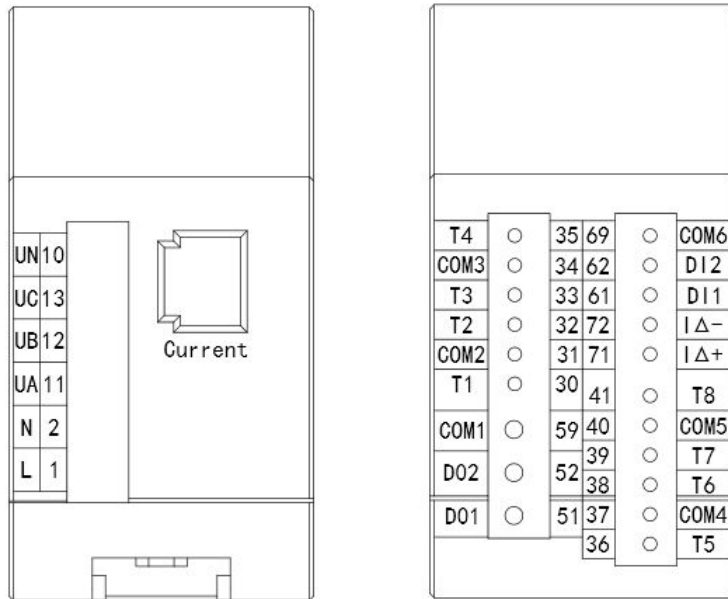 UN 10
UC 13
UB 12
UA 11
N 2
L 1
Current
T4 35 69 COM6
COM3 34 62 DI2
T3 33 61 DI1
T2 32 72 I△-
COM2 31 71 I△+
T1 30 41 T8
COM1 59 40 COM5
39 T7
DO2 52 38 T6
DO1 51 37 COM4
36 T5